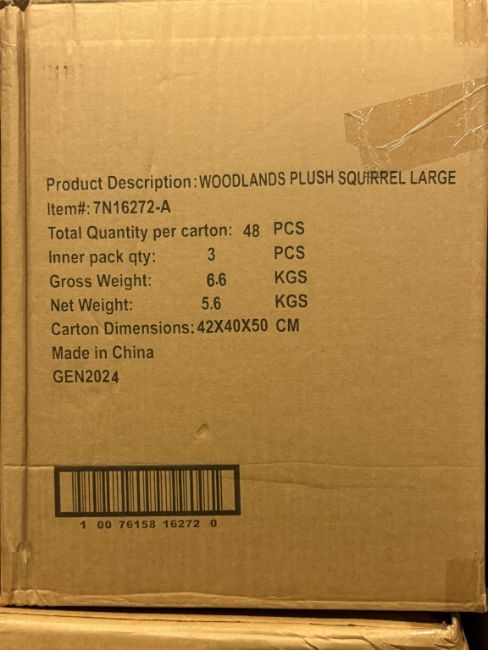 Product Description: WOODLANDS PLUSH SQUIRREL LARGE
Item#: 7N16272-A
Total Quantity per carton: 48 PCS
Inner pack qty: 3 PCS
Gross Weight: 6.6 KGS
Net Weight: 5.6 KGS
Carton Dimensions: 42X40X50 CM
Made in China
GEN2024
1 00 76158 16272 0